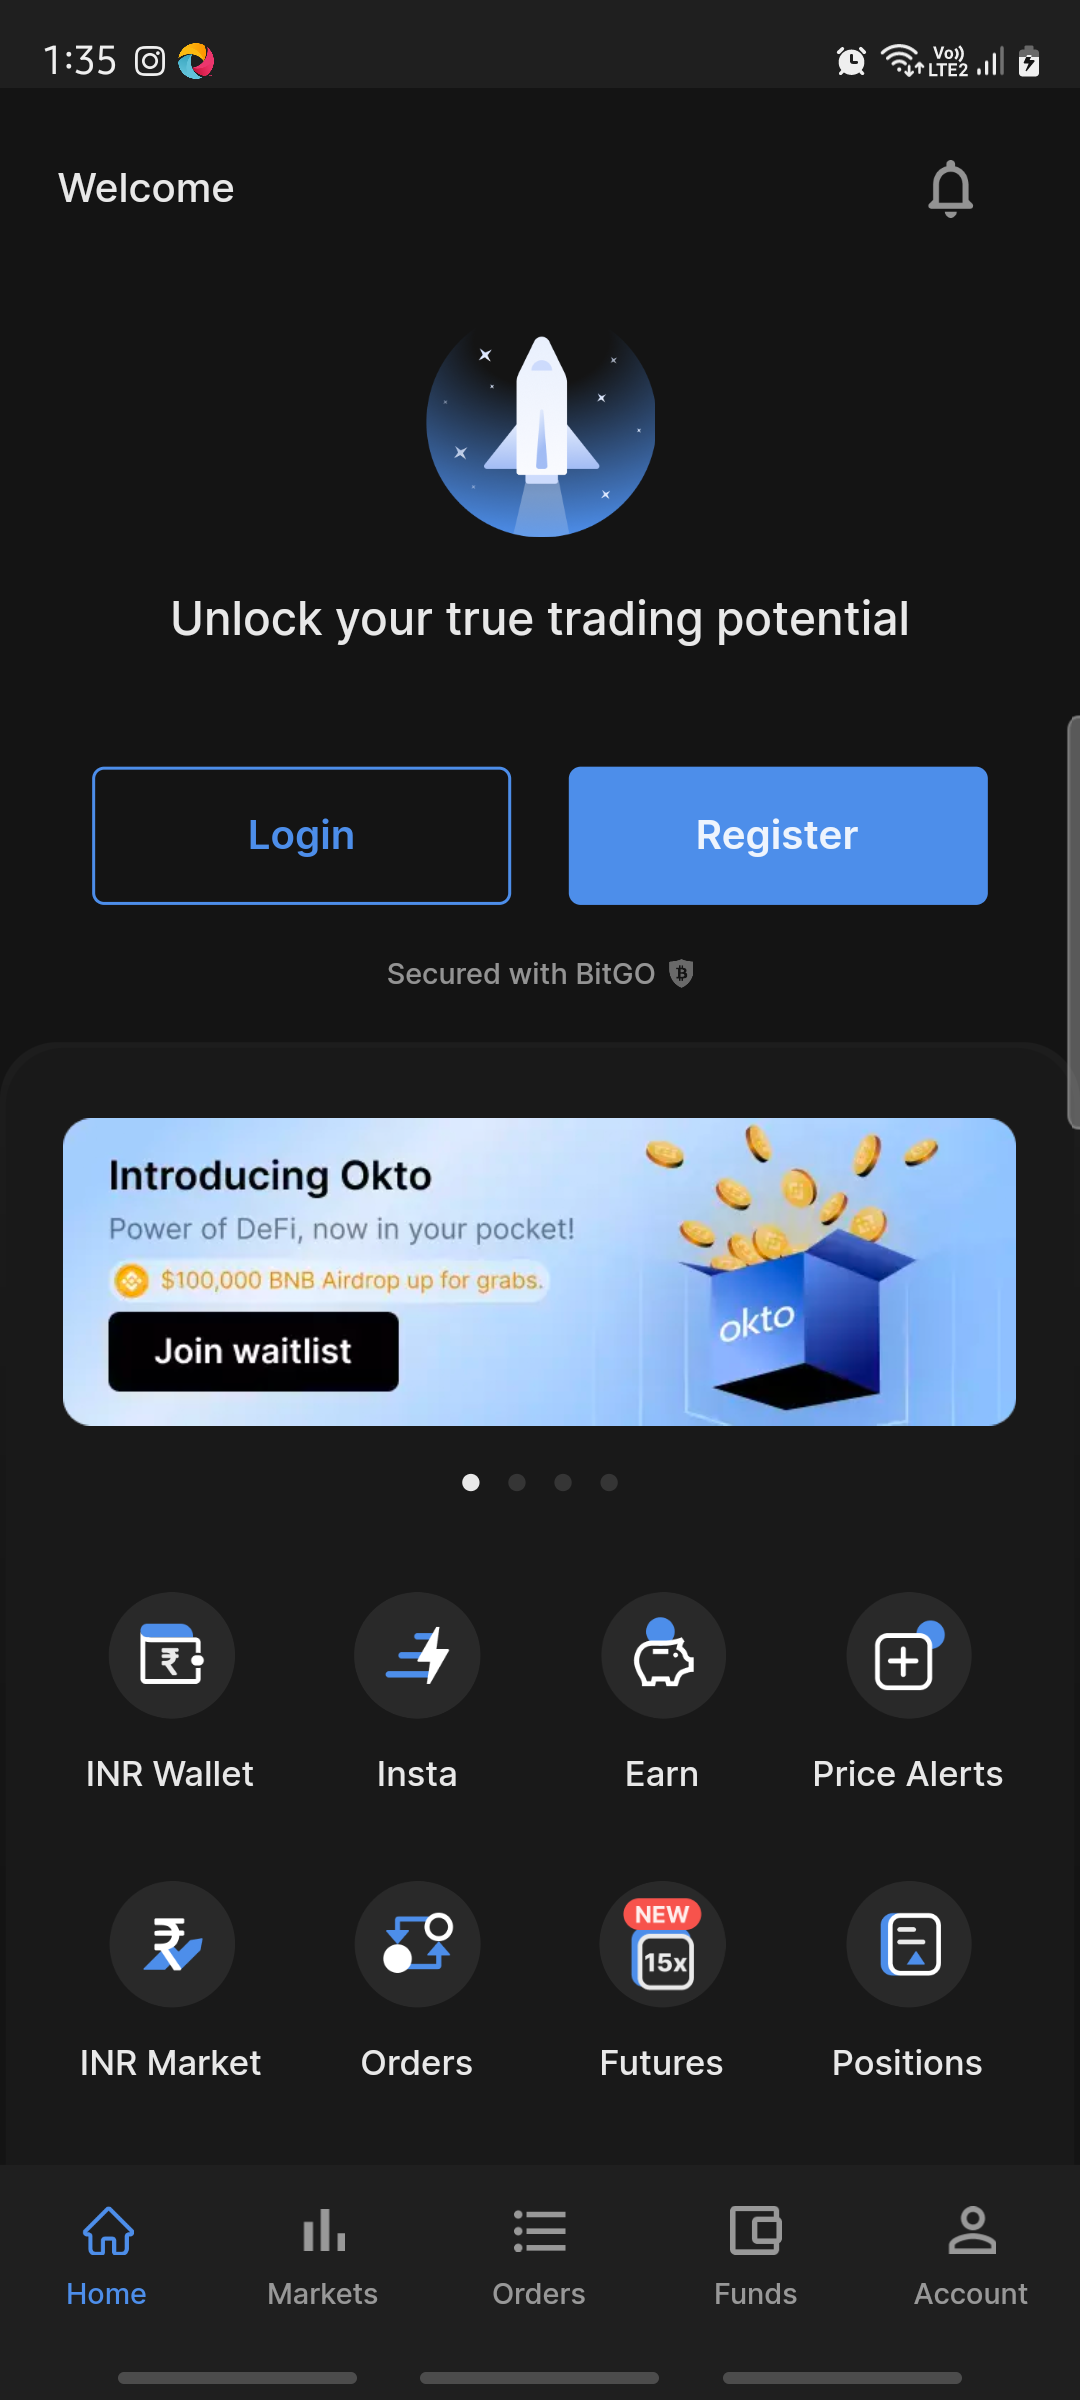 1:35
Vo))
LTE2
Welcome
Unlock your true trading potential
Login
Register
Secured with BitGO
Introducing Okto
Power of DeFi, now in your pocket!
$100,000 BNB Airdrop up for grabs.
Join waitlist
okto
₹
INR Wallet
Insta
Earn
Price Alerts
₹
NEW
15x
INR Market
Orders
Futures
Positions
Home
Markets
Orders
Funds
Account